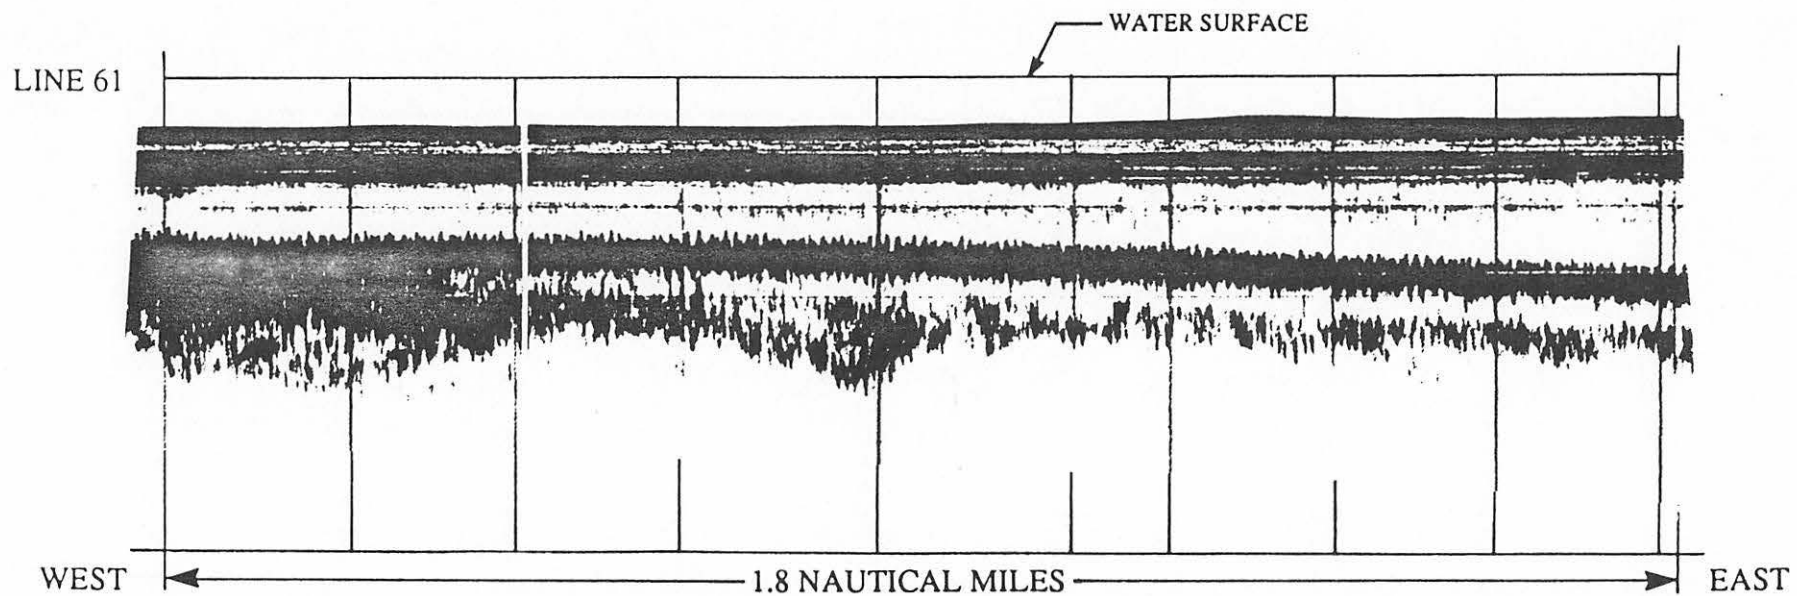 WATER SURFACE
LINE 61
WEST
1.8 NAUTICAL MILES
EAST